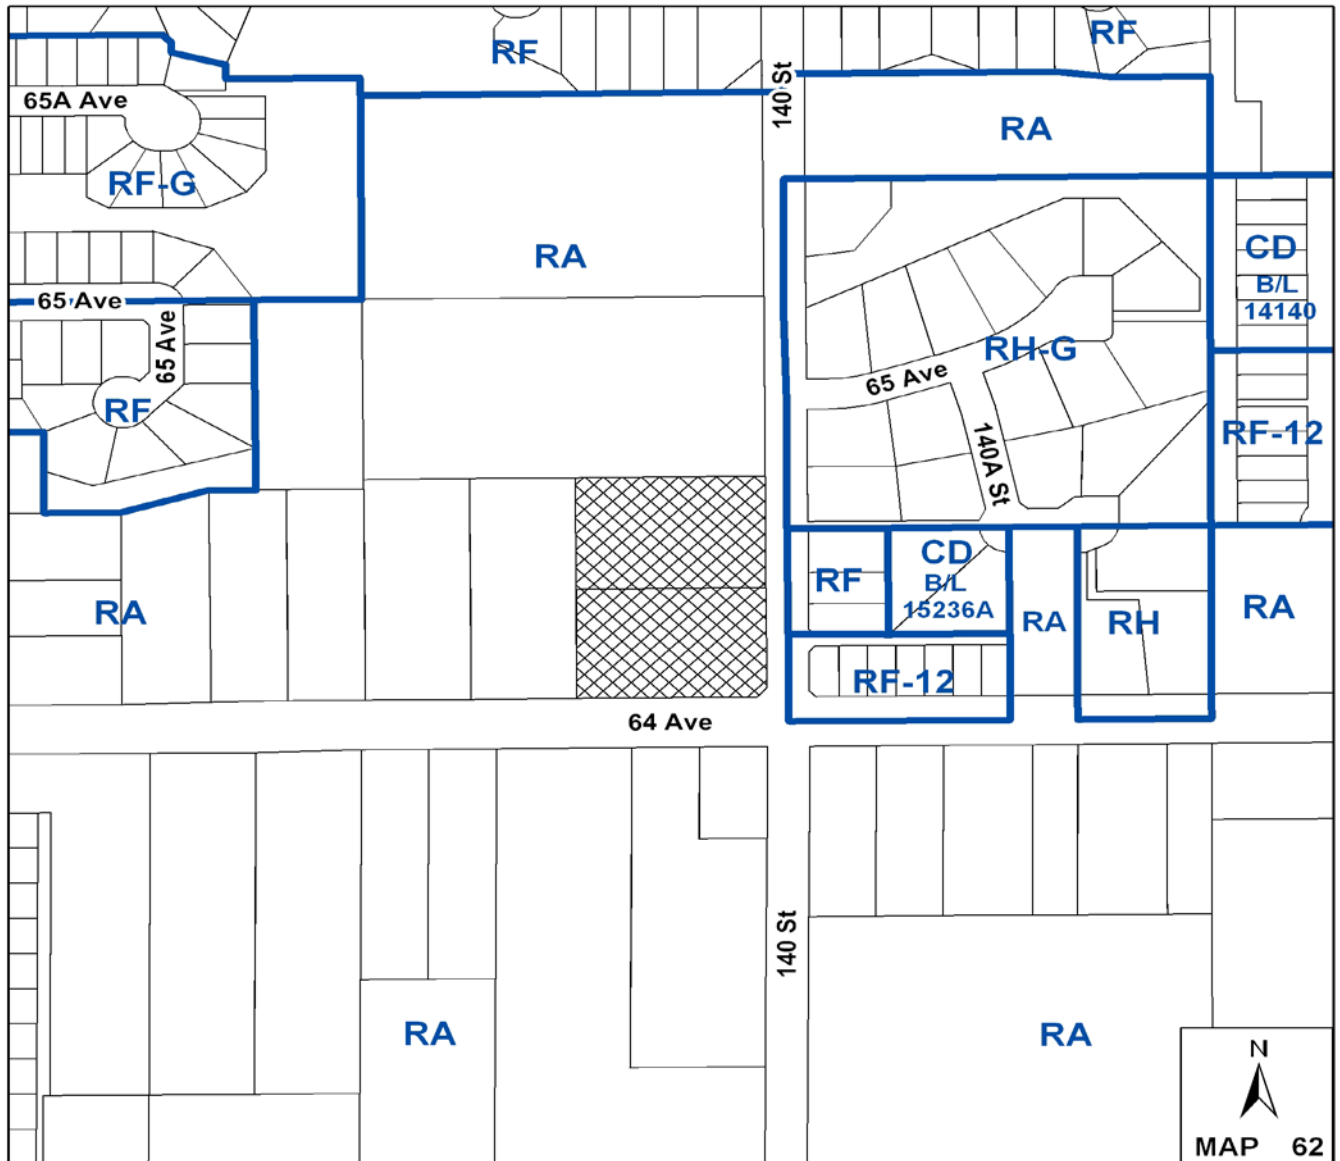 RF
RF
65A Ave
140 St
RA
RF-G
RA
CD
B/L
14140
65 Ave
65 Ave
RH-G
65 Ave
RF
RF-12
140A St
CD
B/L
15236A
RF
RA
RA
RH
RA
RF-12
64 Ave
140 St
RA
RA
N
MAP 62